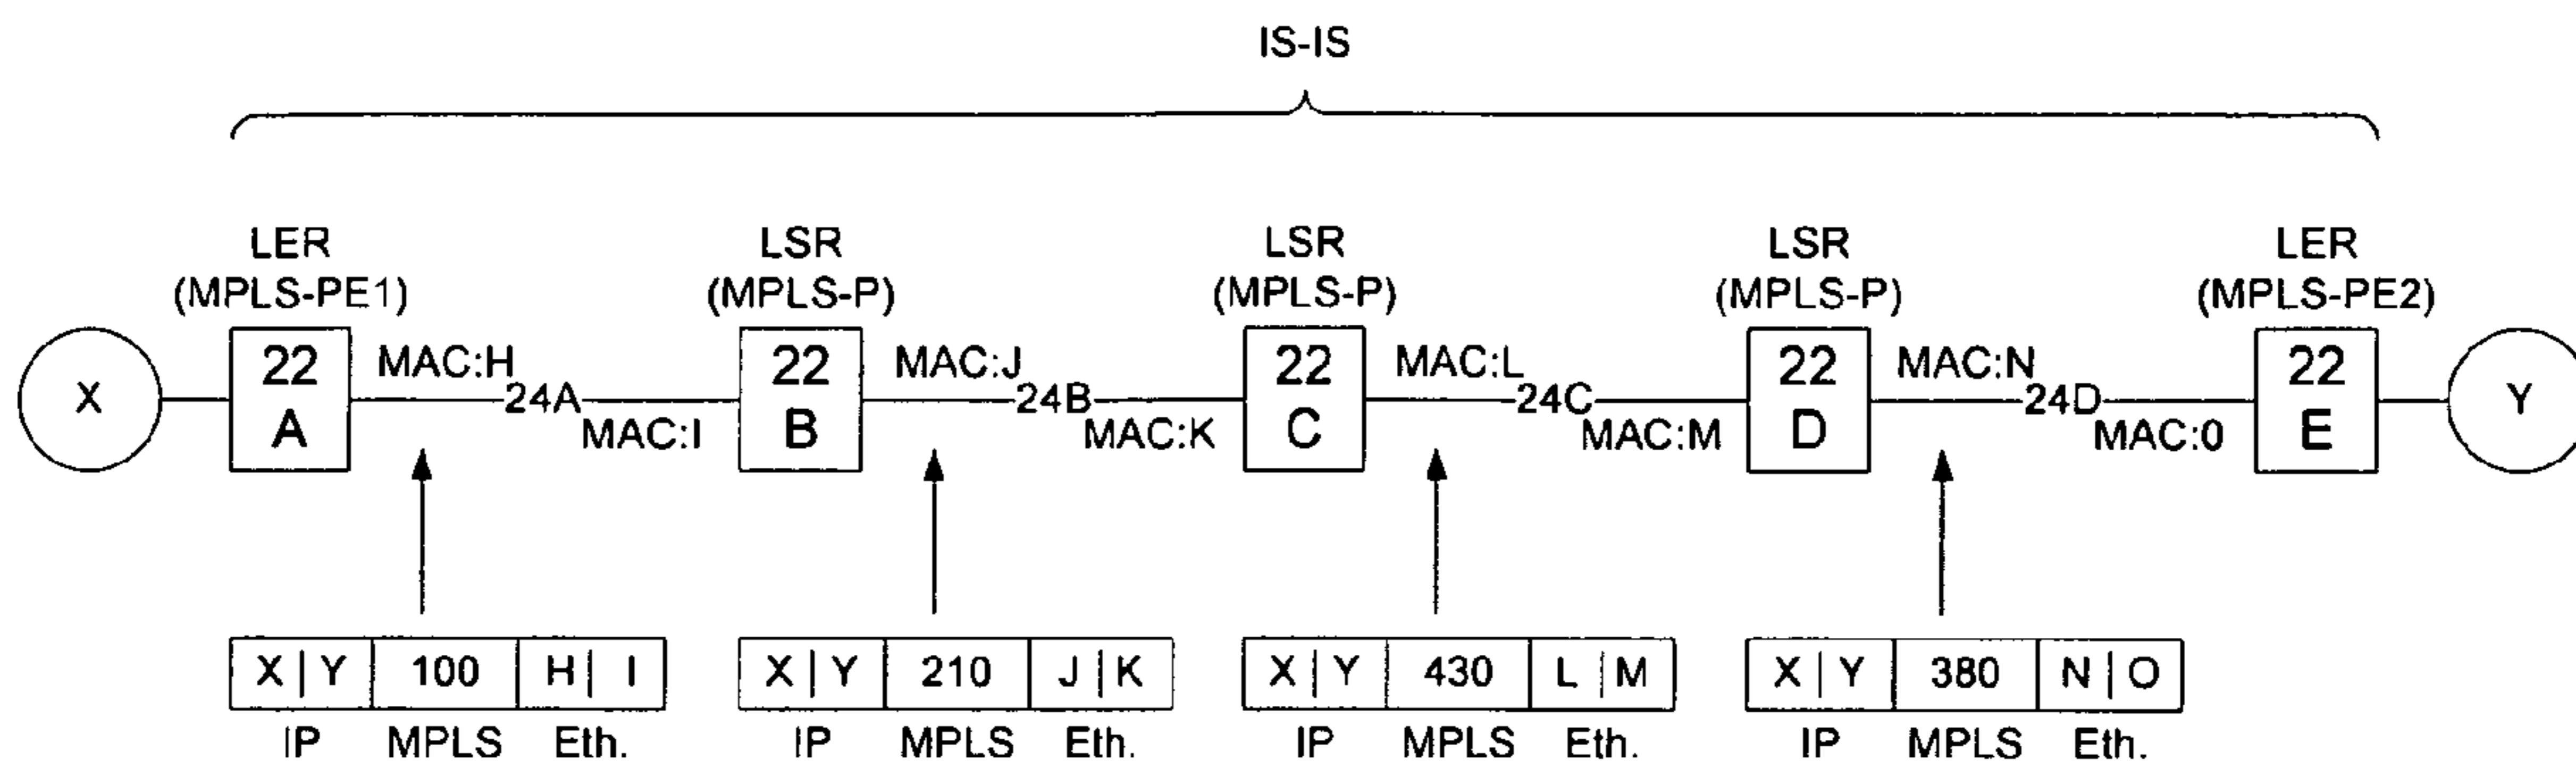 IS-IS
LER LSR LSR LSR LER
(MPLS-PE1) (MPLS-P) (MPLS-P) (MPLS-P) (MPLS-PE2)
22 MAC:H 22 MAC:J 22 MAC:L 22 MAC:N 22
X 24A 24B 24C 24D Y
A MAC:I B MAC:K C MAC:M D MAC:0 E
X | Y 100 H | I X | Y 210 J | K X | Y 430 L | M X | Y 380 N | O
IP MPLS Eth. IP MPLS Eth. IP MPLS Eth. IP MPLS Eth.